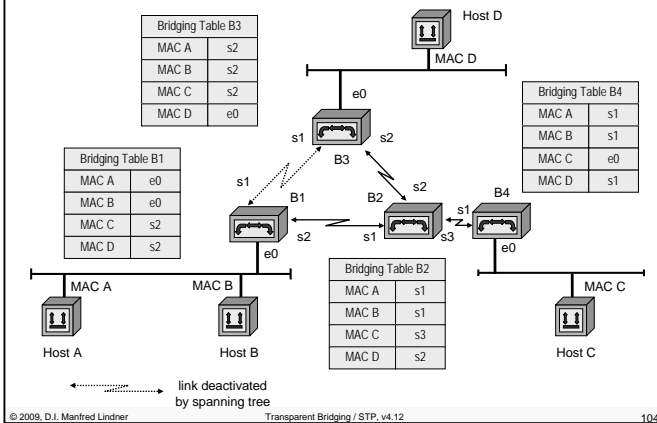 Host D
MAC D
Bridging Table B3
MAC A s2
MAC B s2
MAC C s2
MAC D e0
e0
Bridging Table B4
MAC A s1
MAC B s1
MAC C e0
MAC D s1
s1
s2
B3
Bridging Table B1
MAC A e0
MAC B e0
MAC C s2
MAC D s2
s1
B1
B2
s2
B4
s1
s2
s1
s3
e0
e0
Bridging Table B2
MAC A s1
MAC B s1
MAC C s3
MAC D s2
MAC A
MAC B
MAC C
Host A
Host B
Host C
link deactivated
by spanning tree
© 2009, D.I. Manfred Lindner
Transparent Bridging / STP, v4.12
104